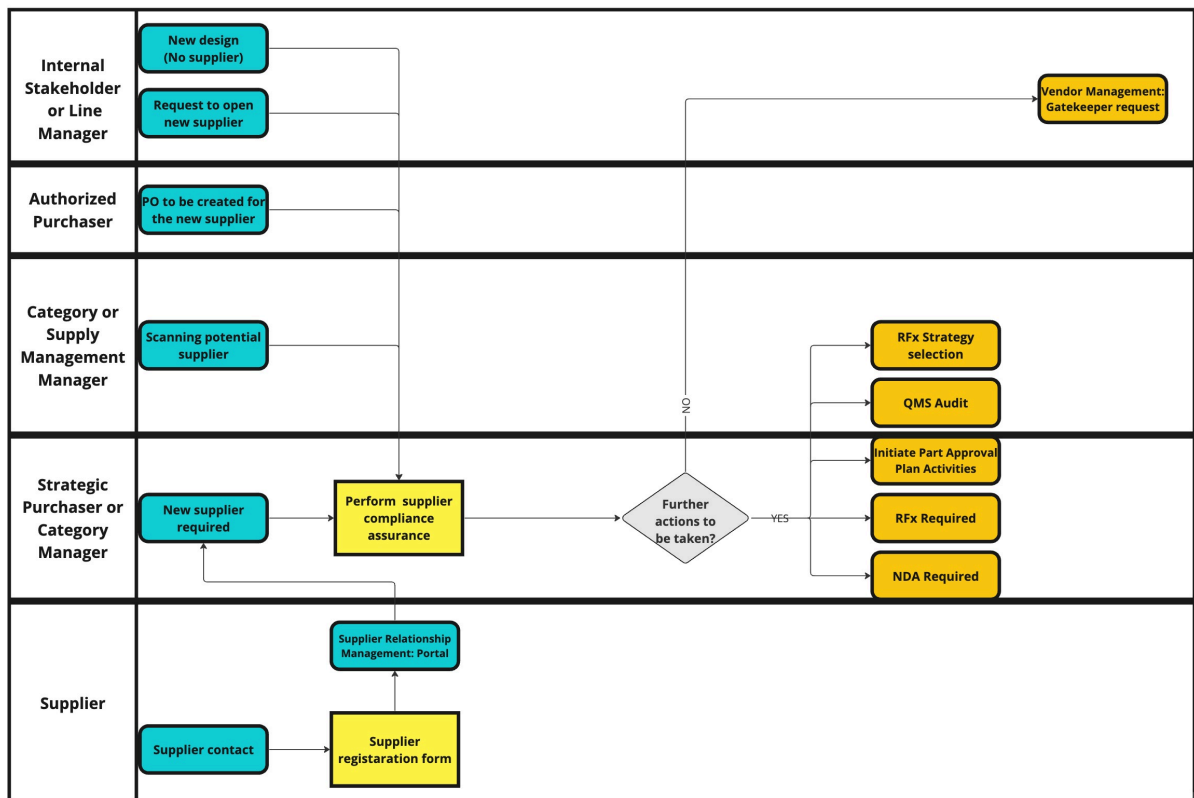 Internal
Stakeholder
or Line
Manager
New design
(No supplier)
Request to open
new supplier
Vendor Management:
Gatekeeper request
Authorized
Purchaser
PO to be created for
the new supplier
Category or
Supply
Management
Manager
Scanning potential
supplier
RFx Strategy
selection
QMS Audit
NO
Strategic
Purchaser or
Category
Manager
New supplier
required
Perform supplier
compliance
assurance
Further
actions to
be taken?
YES
Initiate Part Approval
Plan Activities
RFx Required
NDA Required
Supplier
Supplier Relationship
Management: Portal
Supplier contact
Supplier
registaration form